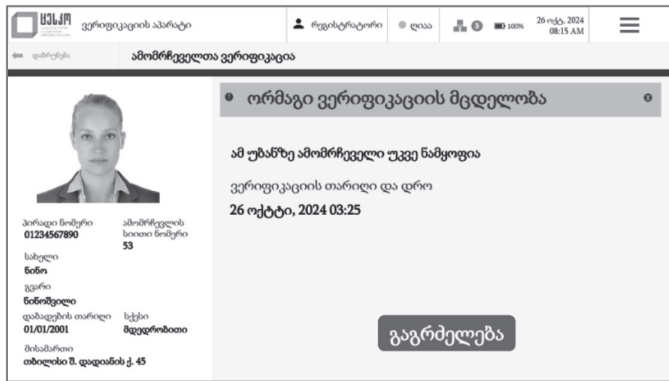 ცესკო
ვერიფიკაციის აპარატი
რეგისტრატორი
ღიაა
3
100%
26 ოქტ. 2024
08:15 AM
დაბრუნება
ამომრჩეველთა ვერიფიკაცია
ორმაგი ვერიფიკაციის მცდელობა
ამ უბანზე ამომრჩეველი უკვე ნამყოფია
ვერიფიკაციის თარიღი და დრო
26 ოქტტი, 2024 03:25
პირადი ნომერი
01234567890
ამომრჩევლის
სიითი ნომერი
53
სახელი
ნინო
გვარი
ნინოშვილი
დაბადების თარიღი
01/01/2001
სქესი
მდედრობითი
მისამართი
თბილისი შ. დადიანის ქ. 45
გაგრძელება